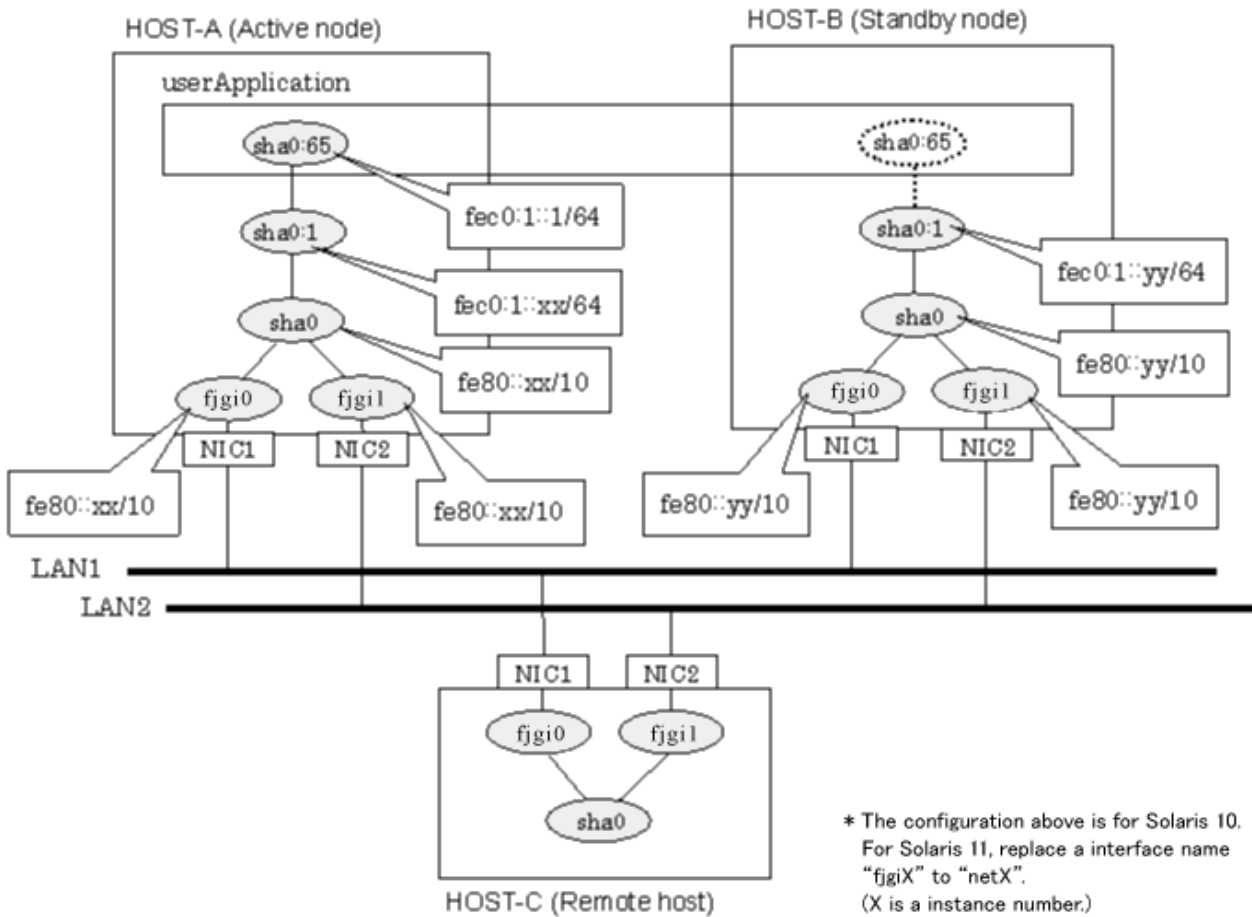 HOST-A (Active node)
HOST-B (Standby node)
userApplication
sha0:65
sha0:65
fec0:1::1/64
sha0:1
sha0:1
fec0:1::xx/64
fec0:1::yy/64
sha0
sha0
fe80::xx/10
fe80::yy/10
fjgi0
fjgi1
fjgi0
fjgi1
NIC1
NIC2
NIC1
NIC2
fe80::xx/10
fe80::xx/10
fe80::yy/10
fe80::yy/10
LAN1
LAN2
NIC1
NIC2
fjgi0
fjgi1
sha0
HOST-C (Remote host)
* The configuration above is for Solaris 10.
For Solaris 11, replace a interface name
“fjgiX” to “netX”.
(X is a instance number.)